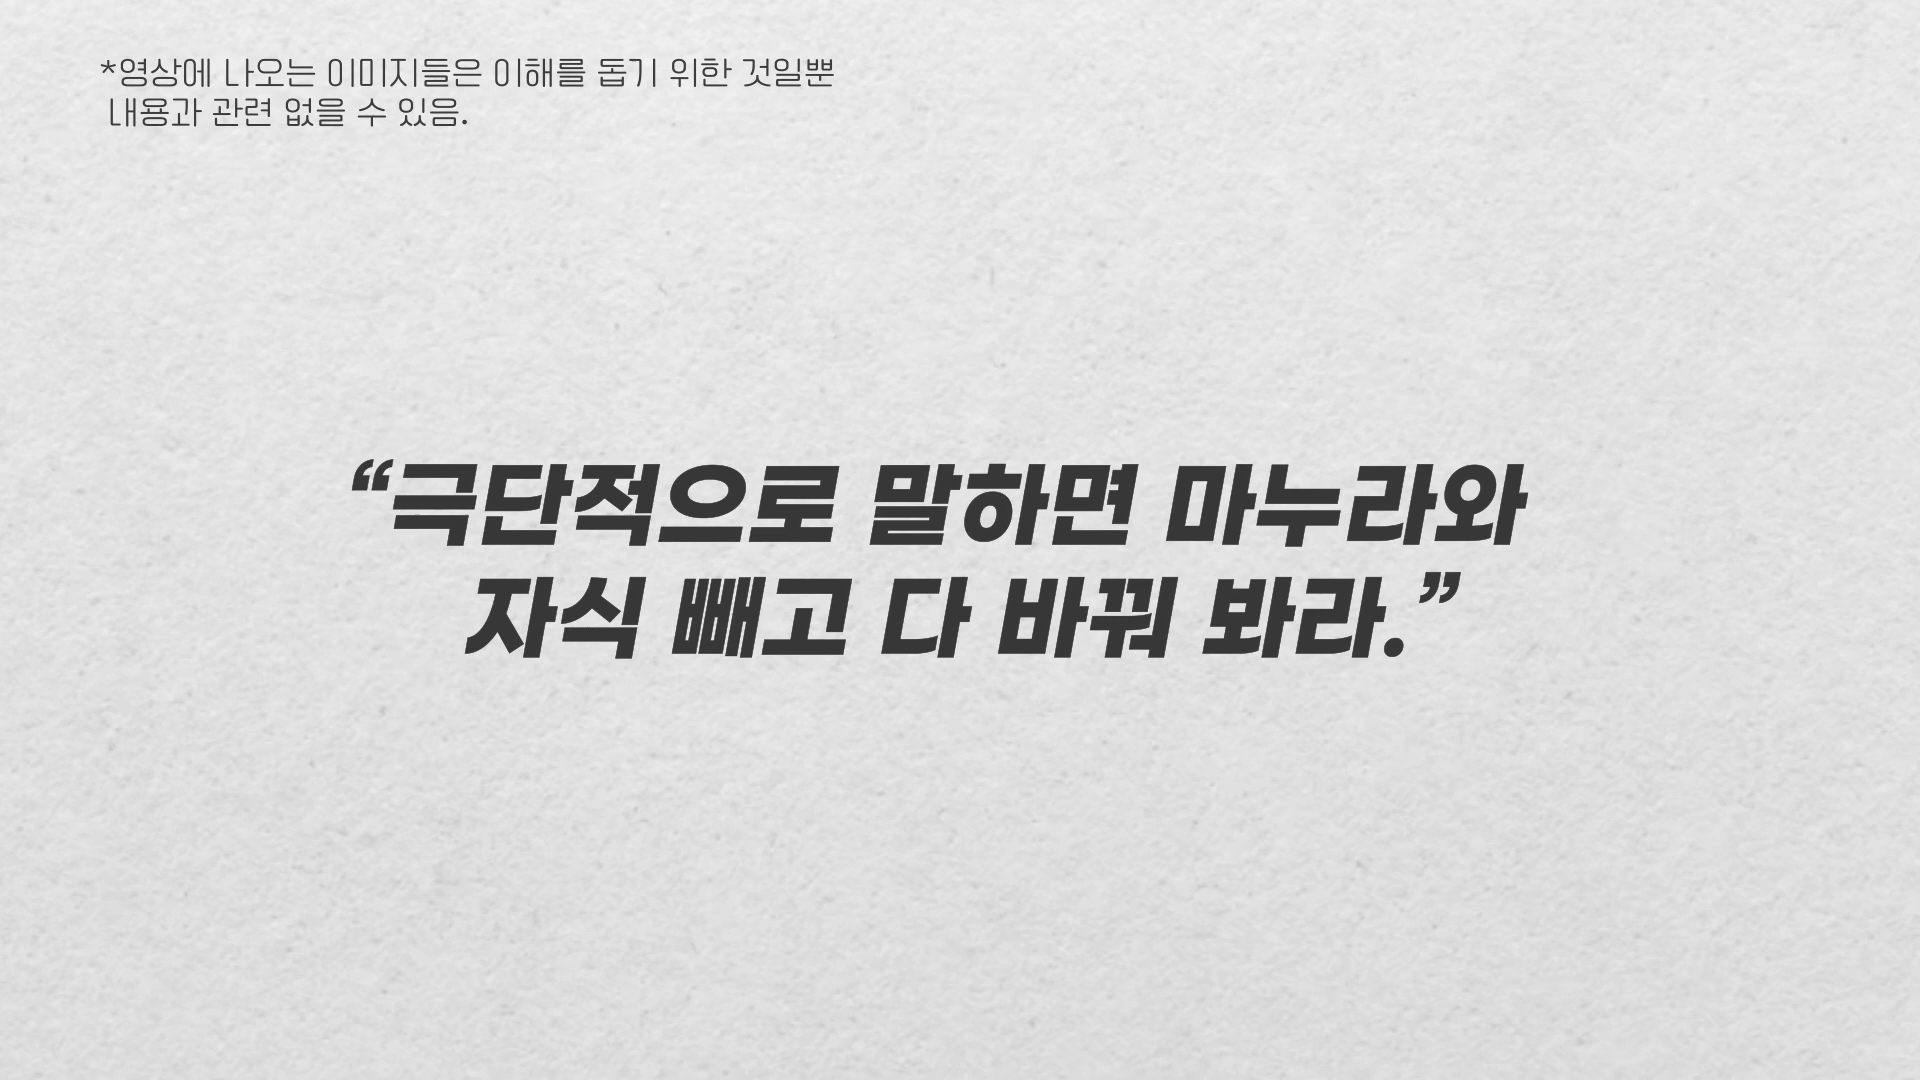 *영상에 나오는 이미지들은 이해를 돕기 위한 것일뿐
내용과 관련 없을 수 있음.
“극단적으로 말하면 마누라와
자식 빼고 다 바꿔 봐라.”